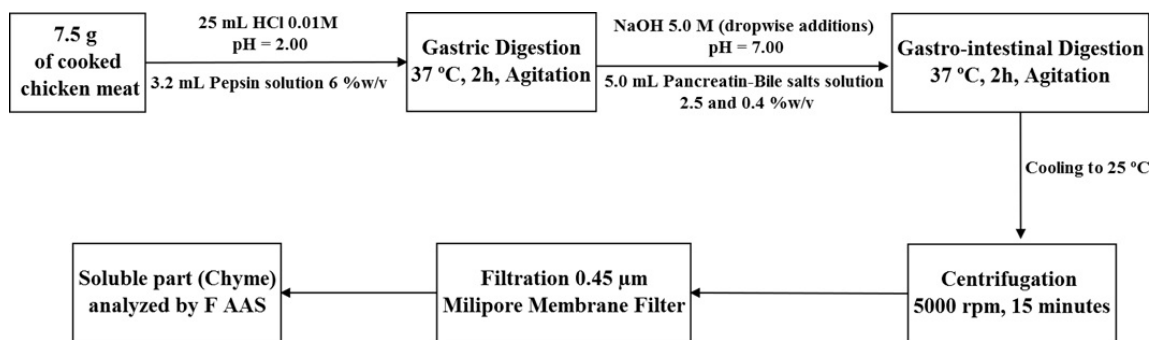 7.5 g
of cooked
chicken meat
25 mL HCl 0.01M
pH = 2.00
3.2 mL Pepsin solution 6 %w/v
Gastric Digestion
37 ºC, 2h, Agitation
NaOH 5.0 M (dropwise additions)
pH = 7.00
5.0 mL Pancreatin-Bile salts solution
2.5 and 0.4 %w/v
Gastro-intestinal Digestion
37 ºC, 2h, Agitation
Cooling to 25 ºC
Centrifugation
5000 rpm, 15 minutes
Filtration 0.45 µm
Milipore Membrane Filter
Soluble part (Chyme)
analyzed by F AAS